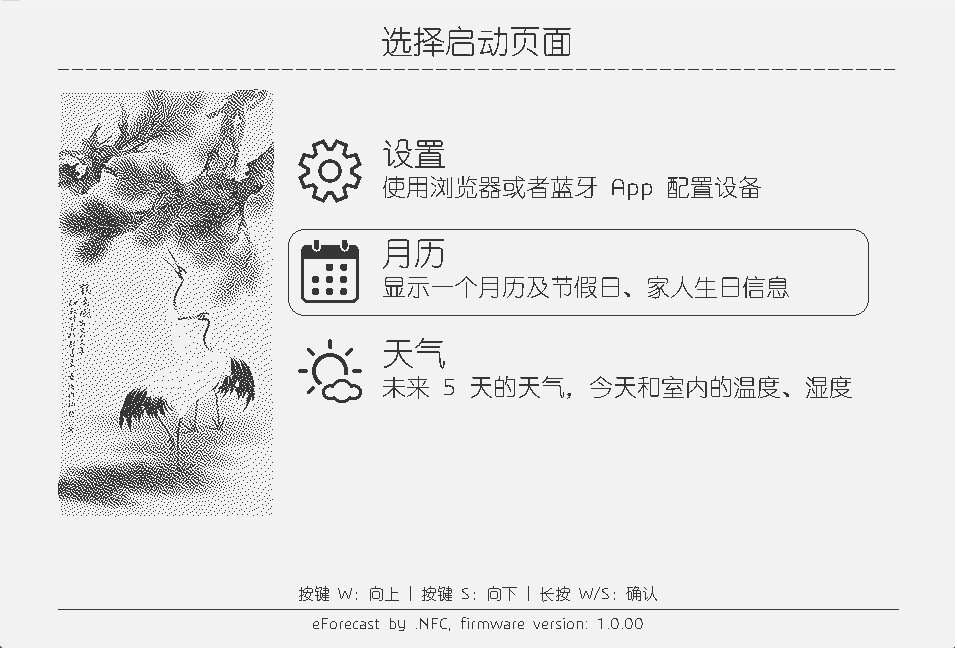 选择启动页面
设置
使用浏览器或者蓝牙 App 配置设备
月历
显示一个月历及节假日、家人生日信息
天气
未来 5 天的天气，今天和室内的温度、湿度
按键 W: 向上 | 按键 S: 向下 | 长按 W/S: 确认
eForecast by .NFC, firmware version: 1.0.00